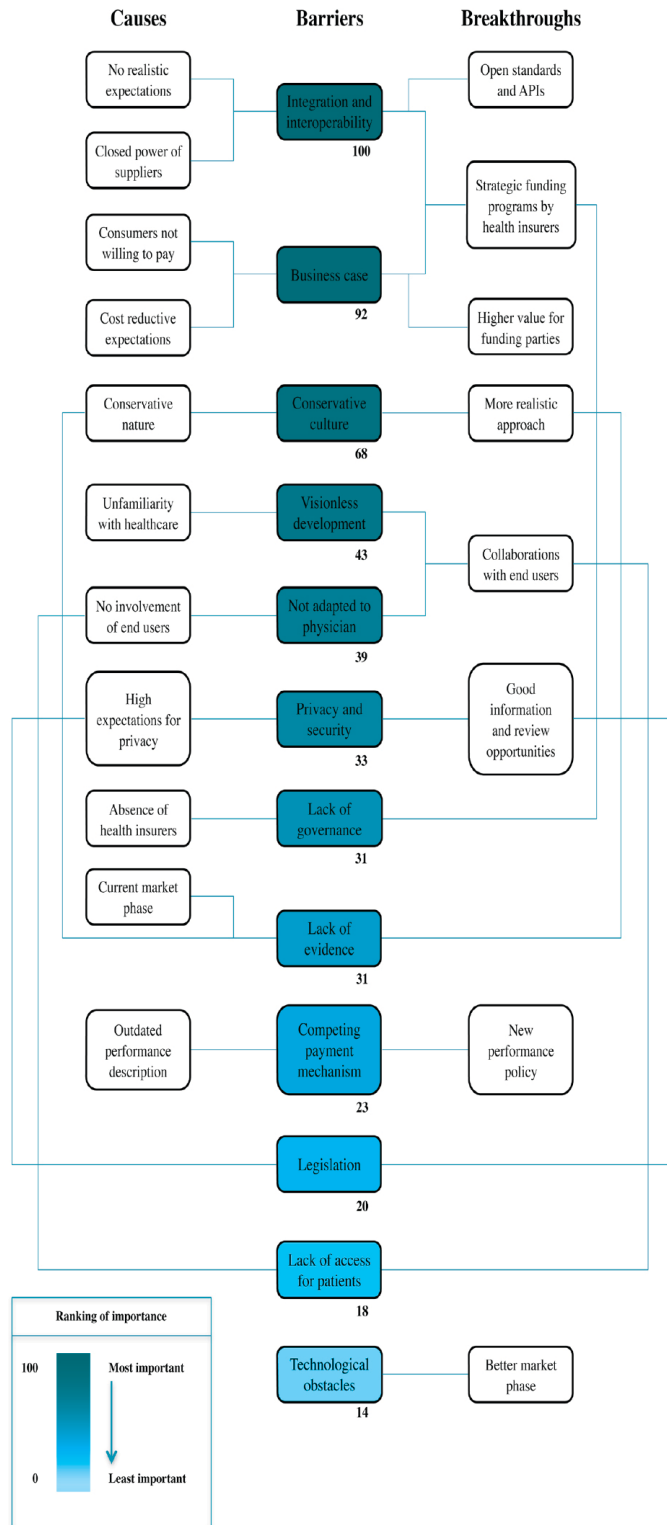 Causes Barriers Breakthroughs
No realistic
expectations
Integration and
interoperability
100
Open standards
and APIs
Closed power of
suppliers
Strategic funding
programs by
health insurers
Consumers not
willing to pay
Business case
92
Cost reductive
expectations
Higher value for
funding parties
Conservative
nature
Conservative
culture
68
More realistic
approach
Unfamiliarity
with healthcare
Visionless
development
43
Collaborations
with end users
No involvement
of end users
Not adapted to
physician
39
High
expectations for
privacy
Privacy and
security
33
Good
information
and review
opportunities
Absence of
health insurers
Lack of
governance
31
Current market
phase
Lack of
evidence
31
Outdated
performance
description
Competing
payment
mechanism
23
New
performance
policy
Legislation
20
Lack of access
for patients
18
Technological
obstacles
14
Better market
phase
Ranking of importance
100 Most important
0 Least important